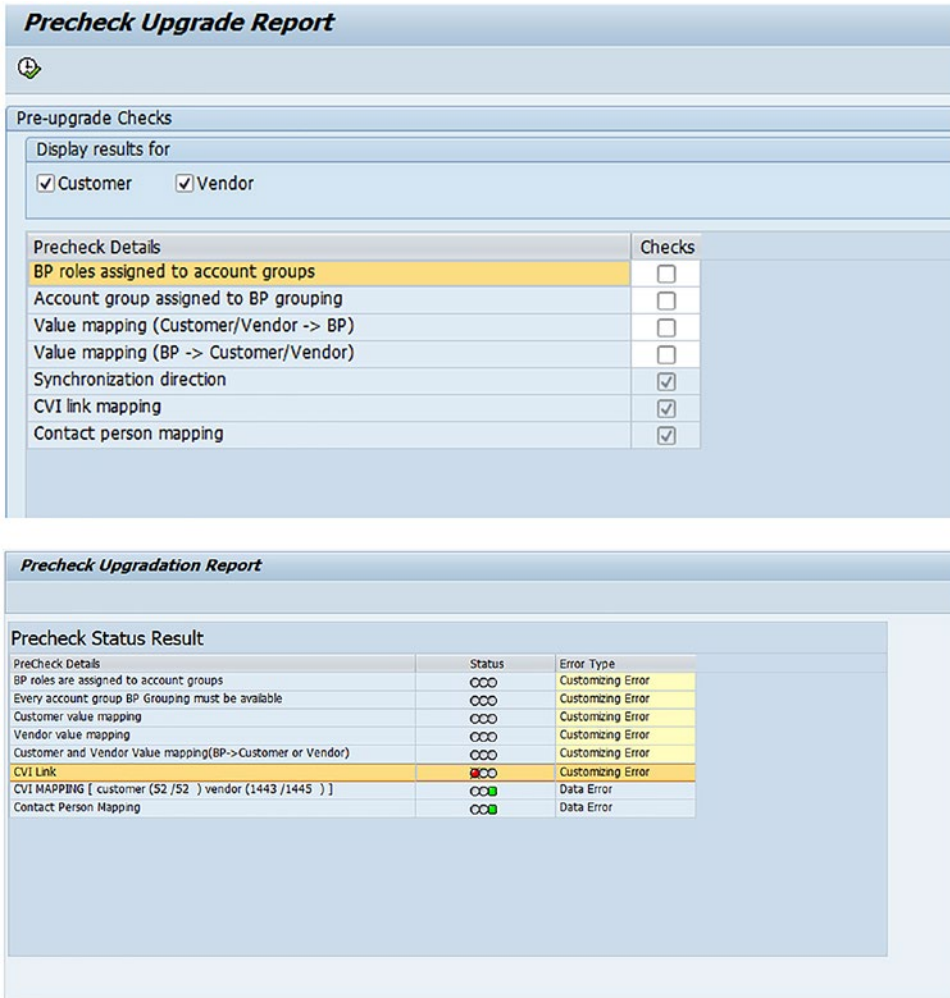 Precheck Upgrade Report
Pre-upgrade Checks
Display results for
Customer Vendor
Precheck Details Checks
BP roles assigned to account groups
Account group assigned to BP grouping
Value mapping (Customer/Vendor -> BP)
Value mapping (BP -> Customer/Vendor)
Synchronization direction
CVI link mapping
Contact person mapping
Precheck Upgradation Report
Precheck Status Result
PreCheck Details Status Error Type
BP roles are assigned to account groups Customizing Error
Every account group BP Grouping must be available Customizing Error
Customer value mapping Customizing Error
Vendor value mapping Customizing Error
Customer and Vendor Value mapping(BP->Customer or Vendor) Customizing Error
CVI Link Customizing Error
CVI MAPPING [ customer (52 /52 ) vendor (1443 /1445 ) ] Data Error
Contact Person Mapping Data Error